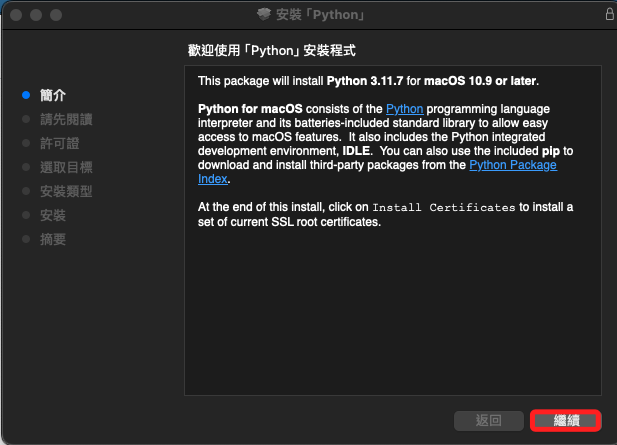 安裝「Python」
歡迎使用「Python」安裝程式
簡介
請先閱讀
許可證
選取目標
安裝類型
安裝
摘要
This package will install Python 3.11.7 for macOS 10.9 or later.
Python for macOS consists of the Python programming language
interpreter and its batteries-included standard library to allow easy
access to macOS features.  It also includes the Python integrated
development environment, IDLE.  You can also use the included pip to
download and install third-party packages from the Python Package
Index.
At the end of this install, click on Install Certificates to install a
set of current SSL root certificates.
返回
繼續